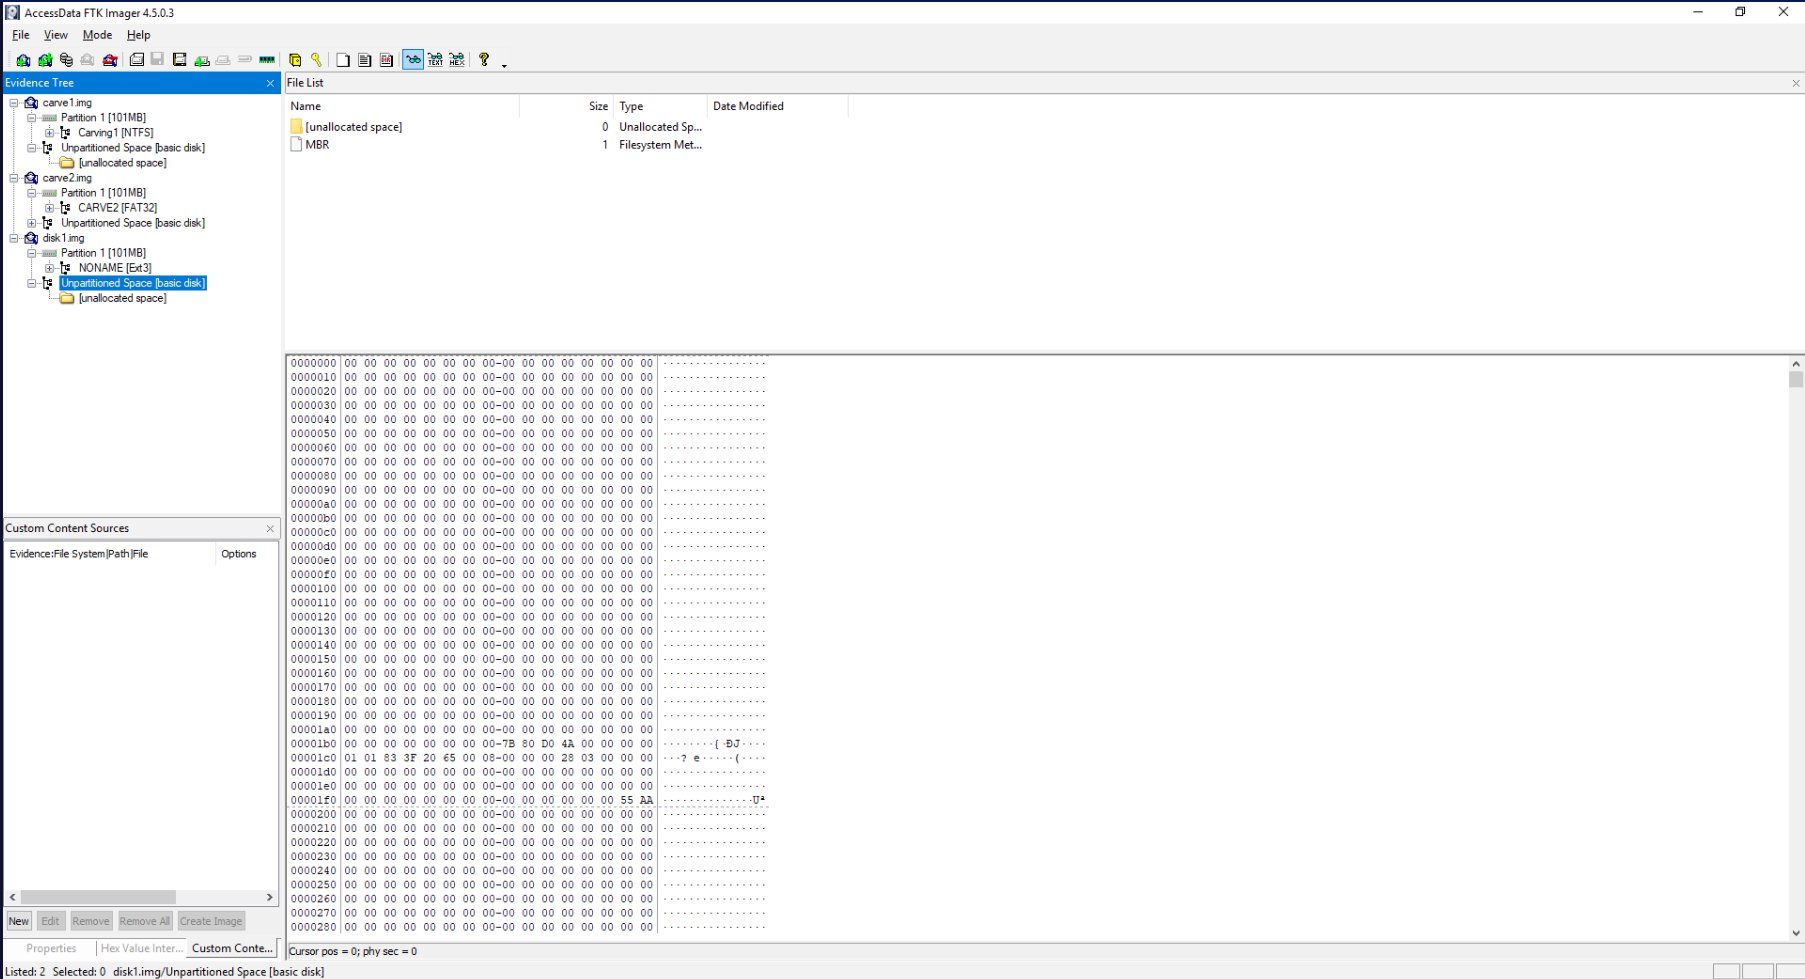 AccessData FTK Imager 4.5.0.3
File View Mode Help
Evidence Tree
carve1.img
Partition 1 [101MB]
Carving1 [NTFS]
Unpartitioned Space [basic disk]
[unallocated space]
carve2.img
Partition 1 [101MB]
CARVE2 [FAT32]
Unpartitioned Space [basic disk]
disk1.img
Partition 1 [101MB]
NONAME [Ext3]
Unpartitioned Space [basic disk]
[unallocated space]
File List
Name Size Type Date Modified
[unallocated space] 0 Unallocated Sp...
MBR 1 Filesystem Met...
0000000 00 00 00 00 00 00 00 00-00 00 00 00 00 00 00 00 ················
0000010 00 00 00 00 00 00 00 00-00 00 00 00 00 00 00 00 ················
0000020 00 00 00 00 00 00 00 00-00 00 00 00 00 00 00 00 ················
0000030 00 00 00 00 00 00 00 00-00 00 00 00 00 00 00 00 ················
0000040 00 00 00 00 00 00 00 00-00 00 00 00 00 00 00 00 ················
0000050 00 00 00 00 00 00 00 00-00 00 00 00 00 00 00 00 ················
0000060 00 00 00 00 00 00 00 00-00 00 00 00 00 00 00 00 ················
0000070 00 00 00 00 00 00 00 00-00 00 00 00 00 00 00 00 ················
0000080 00 00 00 00 00 00 00 00-00 00 00 00 00 00 00 00 ················
0000090 00 00 00 00 00 00 00 00-00 00 00 00 00 00 00 00 ················
00000a0 00 00 00 00 00 00 00 00-00 00 00 00 00 00 00 00 ················
00000b0 00 00 00 00 00 00 00 00-00 00 00 00 00 00 00 00 ················
00000c0 00 00 00 00 00 00 00 00-00 00 00 00 00 00 00 00 ················
00000d0 00 00 00 00 00 00 00 00-00 00 00 00 00 00 00 00 ················
00000e0 00 00 00 00 00 00 00 00-00 00 00 00 00 00 00 00 ················
00000f0 00 00 00 00 00 00 00 00-00 00 00 00 00 00 00 00 ················
0000100 00 00 00 00 00 00 00 00-00 00 00 00 00 00 00 00 ················
0000110 00 00 00 00 00 00 00 00-00 00 00 00 00 00 00 00 ················
0000120 00 00 00 00 00 00 00 00-00 00 00 00 00 00 00 00 ················
0000130 00 00 00 00 00 00 00 00-00 00 00 00 00 00 00 00 ················
0000140 00 00 00 00 00 00 00 00-00 00 00 00 00 00 00 00 ················
0000150 00 00 00 00 00 00 00 00-00 00 00 00 00 00 00 00 ················
0000160 00 00 00 00 00 00 00 00-00 00 00 00 00 00 00 00 ················
0000170 00 00 00 00 00 00 00 00-00 00 00 00 00 00 00 00 ················
0000180 00 00 00 00 00 00 00 00-00 00 00 00 00 00 00 00 ················
0000190 00 00 00 00 00 00 00 00-00 00 00 00 00 00 00 00 ················
00001a0 00 00 00 00 00 00 00 00-00 00 00 00 00 00 00 00 ················
00001b0 00 00 00 00 00 00 00 00-7B 80 D0 4A 00 00 00 00 ········{·ÐJ····
00001c0 01 01 83 3F 20 65 00 08-00 00 00 28 03 00 00 00 ···? e·····(····
00001d0 00 00 00 00 00 00 00 00-00 00 00 00 00 00 00 00 ················
00001e0 00 00 00 00 00 00 00 00-00 00 00 00 00 00 00 00 ················
00001f0 00 00 00 00 00 00 00 00-00 00 00 00 00 00 55 AA ··············Uª
0000200 00 00 00 00 00 00 00 00-00 00 00 00 00 00 00 00 ················
0000210 00 00 00 00 00 00 00 00-00 00 00 00 00 00 00 00 ················
0000220 00 00 00 00 00 00 00 00-00 00 00 00 00 00 00 00 ················
0000230 00 00 00 00 00 00 00 00-00 00 00 00 00 00 00 00 ················
0000240 00 00 00 00 00 00 00 00-00 00 00 00 00 00 00 00 ················
0000250 00 00 00 00 00 00 00 00-00 00 00 00 00 00 00 00 ················
0000260 00 00 00 00 00 00 00 00-00 00 00 00 00 00 00 00 ················
0000270 00 00 00 00 00 00 00 00-00 00 00 00 00 00 00 00 ················
0000280 00 00 00 00 00 00 00 00-00 00 00 00 00 00 00 00 ················
Cursor pos = 0; phy sec = 0
Custom Content Sources
Evidence:File System|Path|File Options
New Edit Remove Remove All Create Image
Properties Hex Value Inter... Custom Conte...
Listed: 2 Selected: 0 disk1.img/Unpartitioned Space [basic disk]